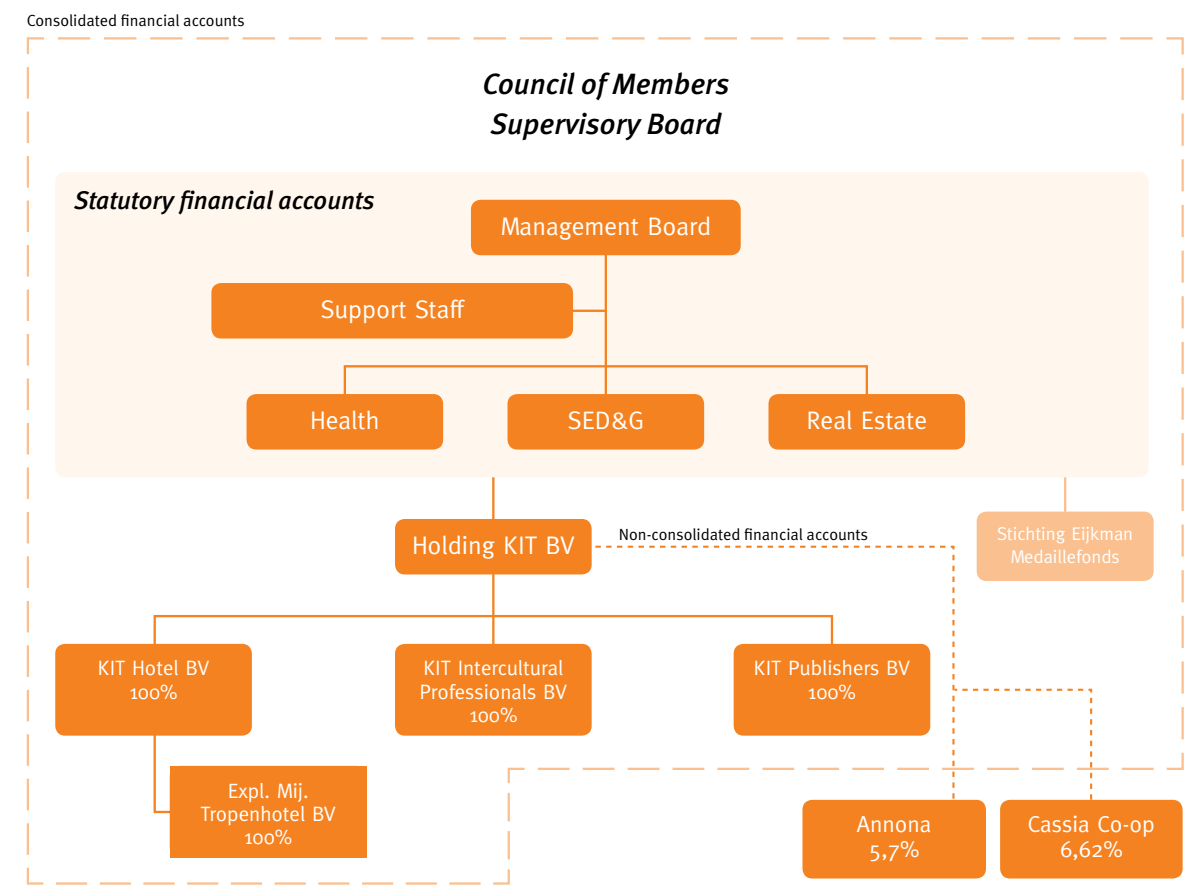 Consolidated financial accounts
Council of Members
Supervisory Board
Statutory financial accounts
Management Board
Support Staff
Health
SED&G
Real Estate
Holding KIT BV
Non-consolidated financial accounts
Stichting Eijkman
Medaillefonds
KIT Hotel BV
100%
KIT Intercultural
Professionals BV
100%
KIT Publishers BV
100%
Expl. Mij.
Tropenhotel BV
100%
Annona
5,7%
Cassia Co-op
6,62%